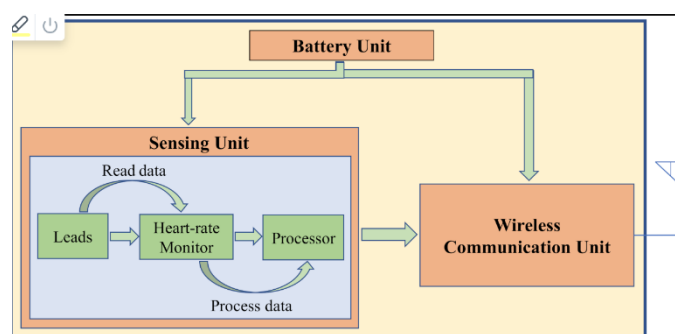 Battery Unit
Sensing Unit
Read data
Leads
Heart-rate
Monitor
Processor
Process data
Wireless
Communication Unit